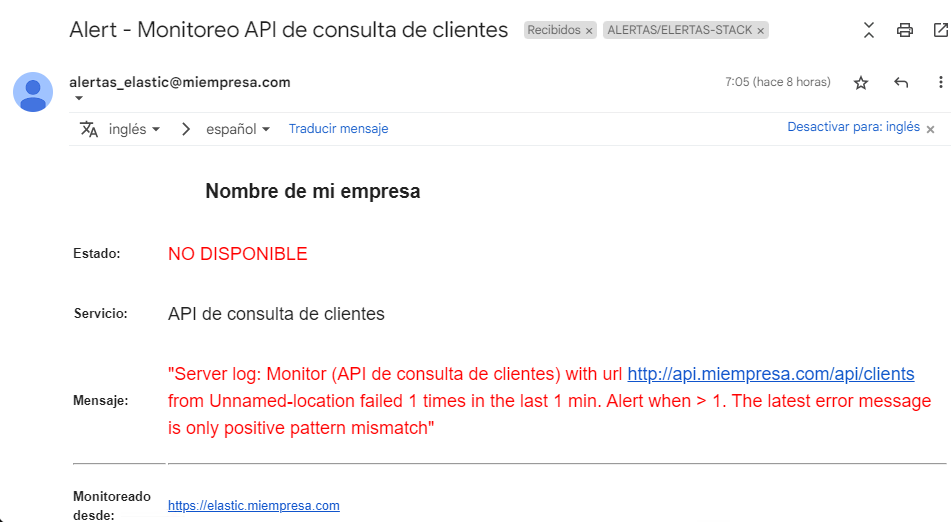 Alert - Monitoreo API de consulta de clientes Recibidos × ALERTAS/ELERTAS-STACK ×
alertas_elastic@miempresa.com 7:05 (hace 8 horas)
inglés español Traducir mensaje Desactivar para: inglés ×
Nombre de mi empresa
Estado: NO DISPONIBLE
Servicio: API de consulta de clientes
"Server log: Monitor (API de consulta de clientes) with url http://api.miempresa.com/api/clients
Mensaje: from Unnamed-location failed 1 times in the last 1 min. Alert when > 1. The latest error message
is only positive pattern mismatch"
Monitoreado
desde: https://elastic.miempresa.com